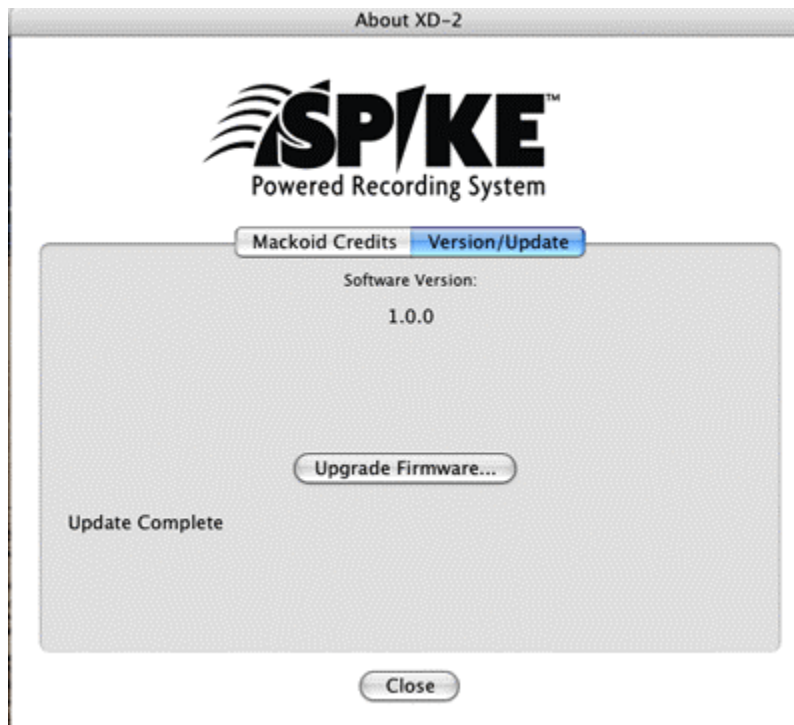 About XD-2
SPIKE™
Powered Recording System
Mackoid Credits Version/Update
Software Version:
1.0.0
Upgrade Firmware...
Update Complete
Close